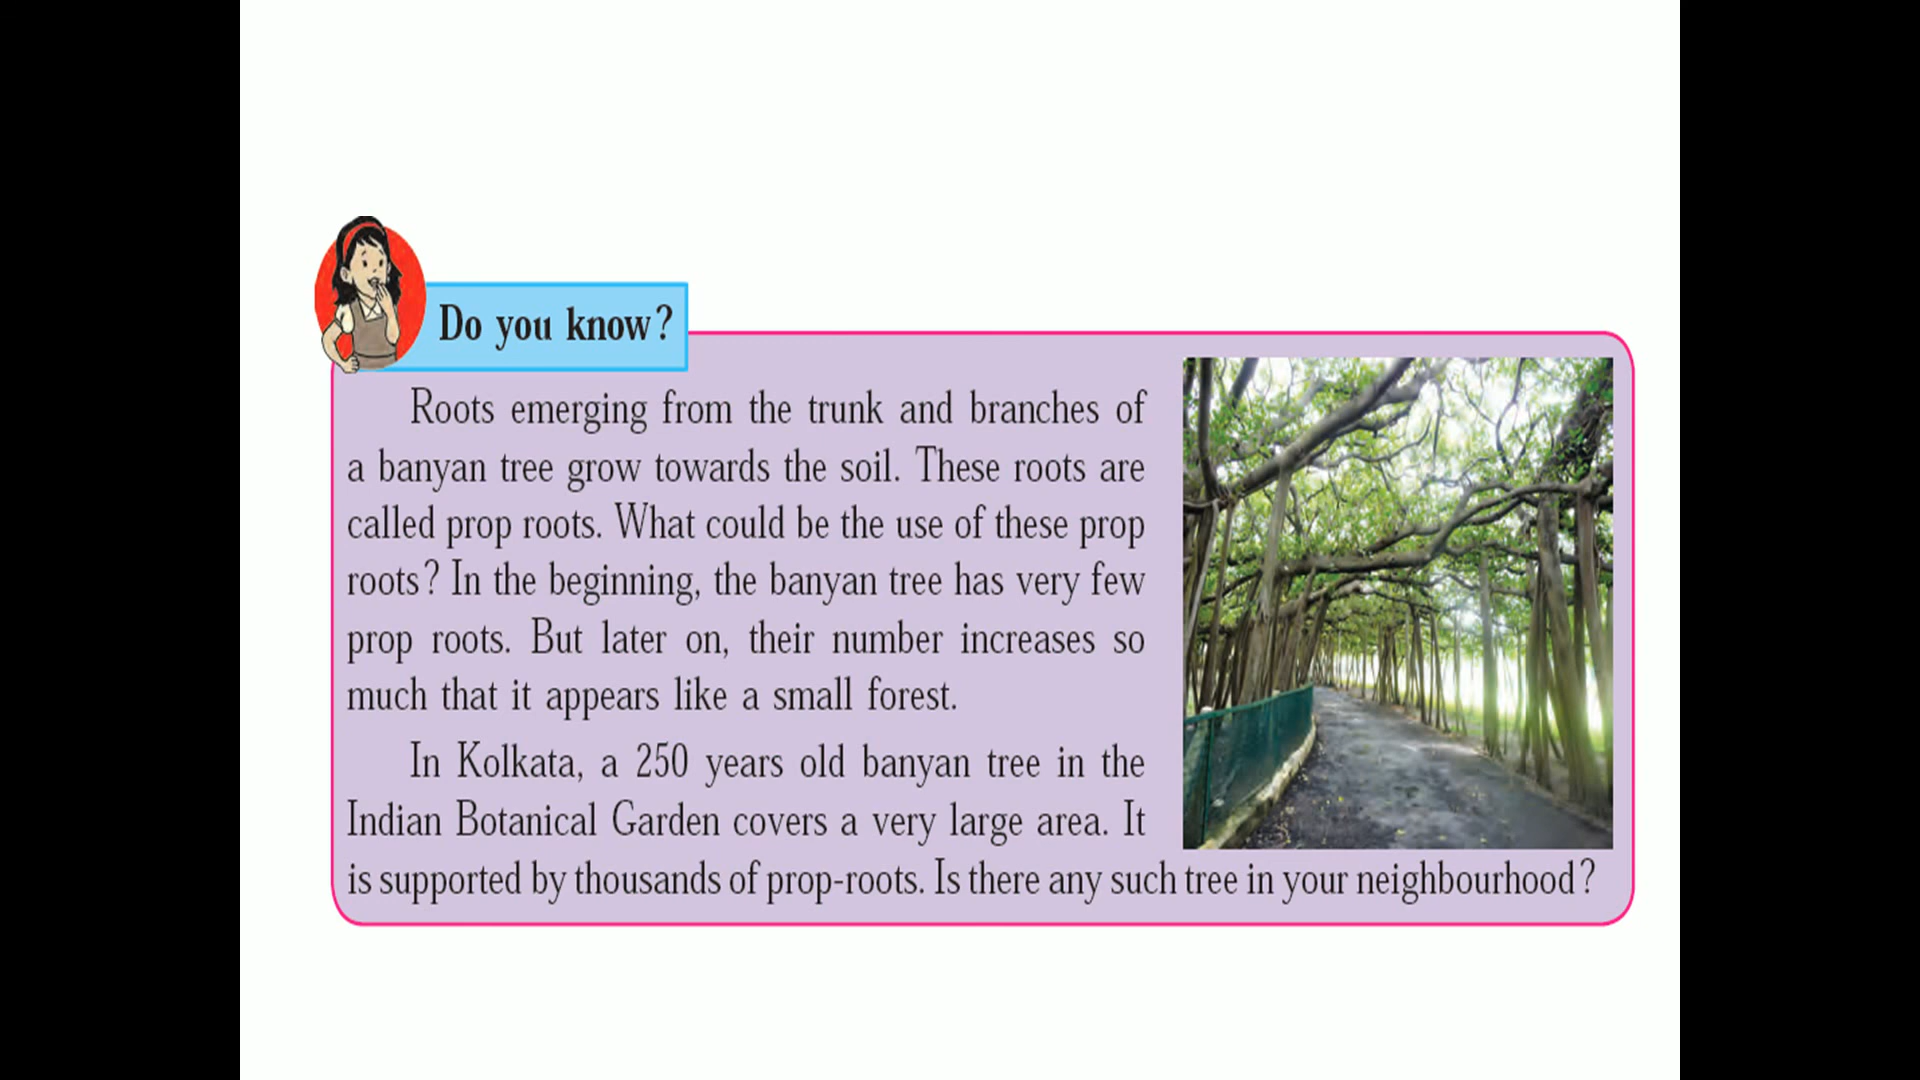 Do you know?
Roots emerging from the trunk and branches of
a banyan tree grow towards the soil. These roots are
called prop roots. What could be the use of these prop
roots? In the beginning, the banyan tree has very few
prop roots. But later on, their number increases so
much that it appears like a small forest.
In Kolkata, a 250 years old banyan tree in the
Indian Botanical Garden covers a very large area. It
is supported by thousands of prop-roots. Is there any such tree in your neighbourhood?